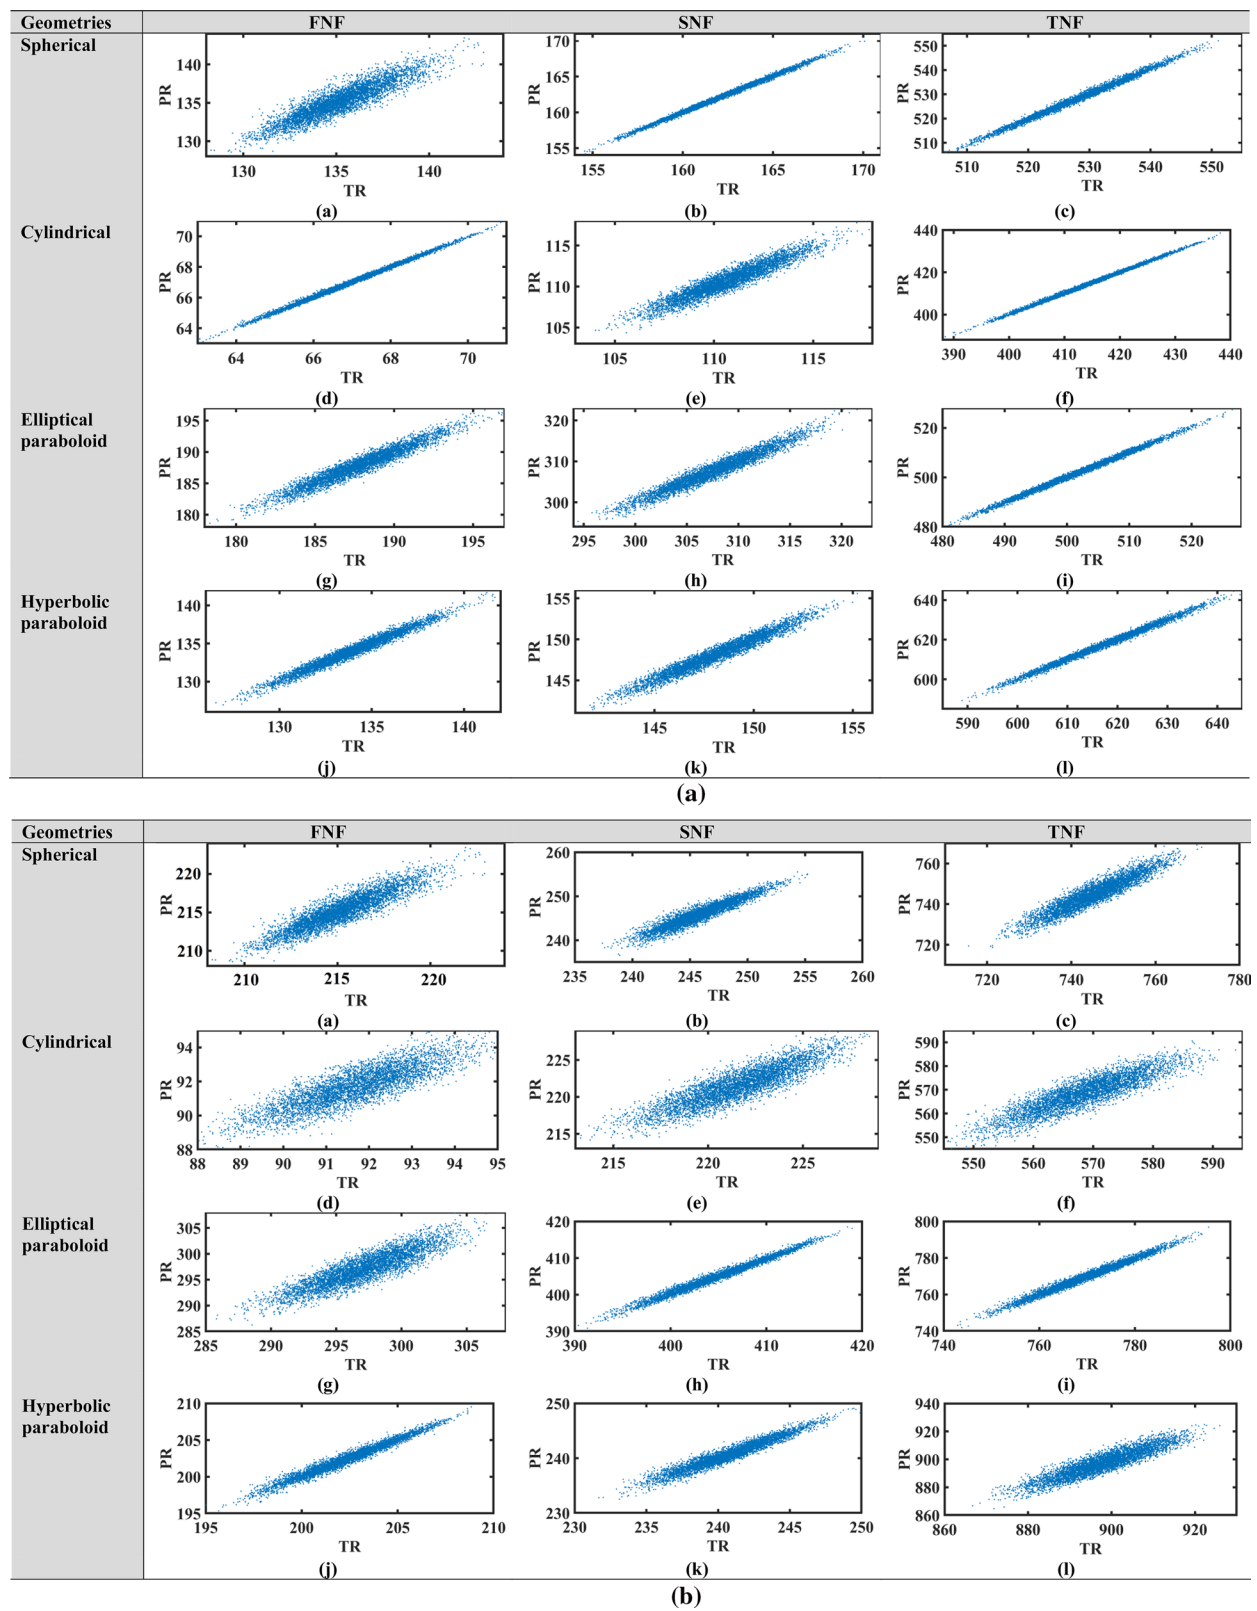 Geometries FNF SNF TNF
Spherical
PR 140 135 130
130 135 140
TR
(a)
PR 170 165 160 155
155 160 165 170
TR
(b)
PR 550 540 530 520 510
510 520 530 540 550
TR
(c)
Cylindrical
PR 70 68 66 64
64 66 68 70
TR
(d)
PR 115 110 105
105 110 115
TR
(e)
PR 440 420 400
390 400 410 420 430 440
TR
(f)
Elliptical
paraboloid
PR 195 190 185 180
180 185 190 195
TR
(g)
PR 320 310 300
295 300 305 310 315 320
TR
(h)
PR 520 500 480
480 490 500 510 520
TR
(i)
Hyperbolic
paraboloid
PR 140 135 130
130 135 140
TR
(j)
PR 155 150 145
145 150 155
TR
(k)
PR 640 620 600
590 600 610 620 630 640
TR
(l)
(a)
Geometries FNF SNF TNF
Spherical
PR 220 215 210
210 215 220
TR
(a)
PR 260 250 240
235 240 245 250 255 260
TR
(b)
PR 760 740 720
720 740 760 780
TR
(c)
Cylindrical
PR 94 92 90 88
88 89 90 91 92 93 94 95
TR
(d)
PR 225 220 215
215 220 225
TR
(e)
PR 590 580 570 560 550
550 560 570 580 590
TR
(f)
Elliptical
paraboloid
PR 305 300 295 290 285
285 290 295 300 305
TR
(g)
PR 420 410 400 390
390 400 410 420
TR
(h)
PR 800 780 760 740
740 760 780 800
TR
(i)
Hyperbolic
paraboloid
PR 210 205 200 195
195 200 205 210
TR
(j)
PR 250 240 230
230 235 240 245 250
TR
(k)
PR 940 920 900 880 860
860 880 900 920
TR
(l)
(b)